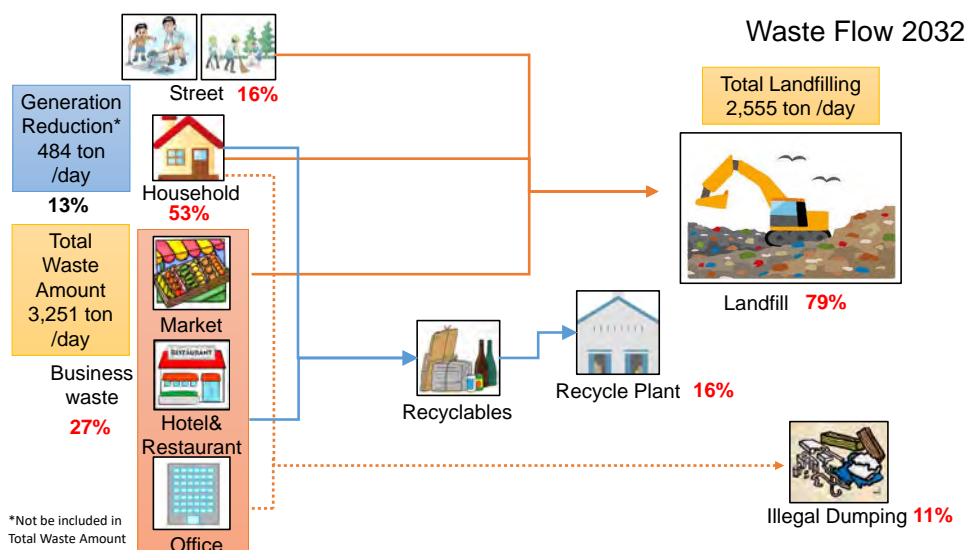 Waste Flow 2032
Street 16%
Total Landfilling
2,555 ton /day
Generation
Reduction*
484 ton
/day
13%
Household
53%
Total
Waste
Amount
3,251 ton
/day
Market
Landfill 79%
Business
waste
27%
RESTAURANT
Hotel&
Restaurant
Recyclables
Recycle Plant 16%
Illegal Dumping 11%
Office
*Not be included in
Total Waste Amount